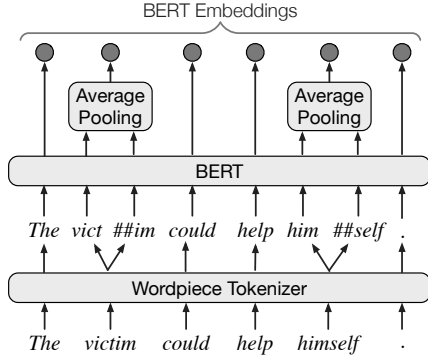 BERT Embeddings
Average Pooling Average Pooling
BERT
The vict ##im could help him ##self .
Wordpiece Tokenizer
The victim could help himself .